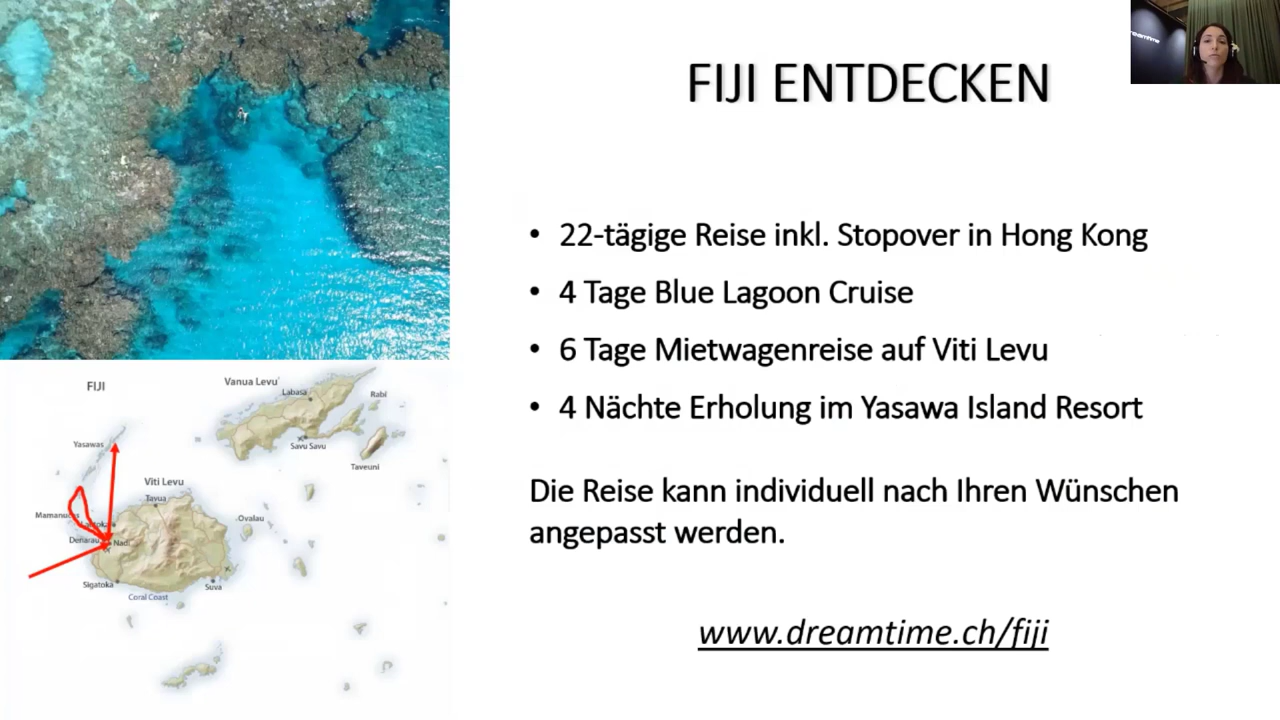 FIJI ENTDECKEN
• 22-tägige Reise inkl. Stopover in Hong Kong
• 4 Tage Blue Lagoon Cruise
• 6 Tage Mietwagenreise auf Viti Levu
• 4 Nächte Erholung im Yasawa Island Resort
Die Reise kann individuell nach Ihren Wünschen
angepasst werden.
www.dreamtime.ch/fiji
FIJI
Vanua Levu
Labasa
Rabi
Savu Savu
Taveuni
Yasawas
Viti Levu
Tavua
Mamanucas
Lautoka
Ovalau
Denarau
Nadi
Sigatoka
Suva
Coral Coast